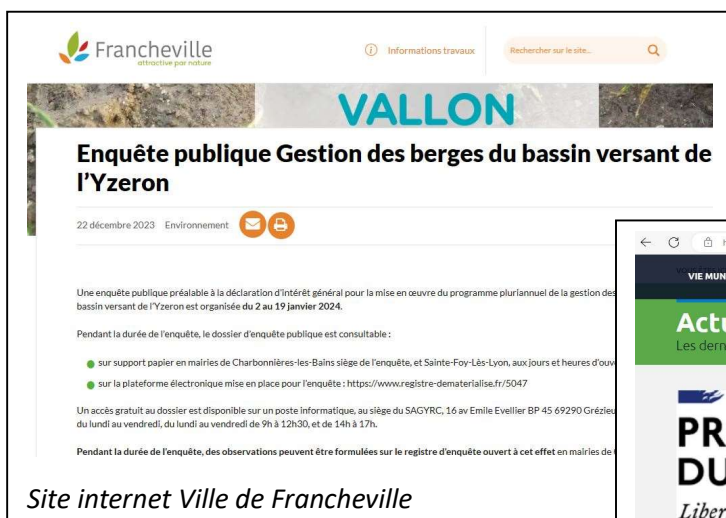 Francheville
attractive par nature
Informations travaux
Rechercher sur le site...
VALLON
Enquête publique Gestion des berges du bassin versant de
l'Yzeron
22 décembre 2023 Environnement
Une enquête publique préalable à la déclaration d'intérêt général pour la mise en œuvre du programme pluriannuel de la gestion des
bassin versant de l'Yzeron est organisée du 2 au 19 janvier 2024.
Pendant la durée de l'enquête, le dossier d'enquête publique est consultable :
sur support papier en mairies de Charbonnières-les-Bains siège de l'enquête, et Sainte-Foy-Lès-Lyon, aux jours et heures d'ouv
sur la plateforme électronique mise en place pour l'enquête : https://www.registre-dematerialise.fr/5047
Un accès gratuit au dossier est disponible sur un poste informatique, au siège du SAGYRC, 16 av Emile Evellier BP 45 69290 Grézieu
du lundi au vendredi, du lundi au vendredi de 9h à 12h30, et de 14h à 17h.
Pendant la durée de l'enquête, des observations peuvent être formulées sur le registre d'enquête ouvert à cet effet en mairies de
Site internet Ville de Francheville
VIE MUN
Actu
Les dern
PR
DU
Liber